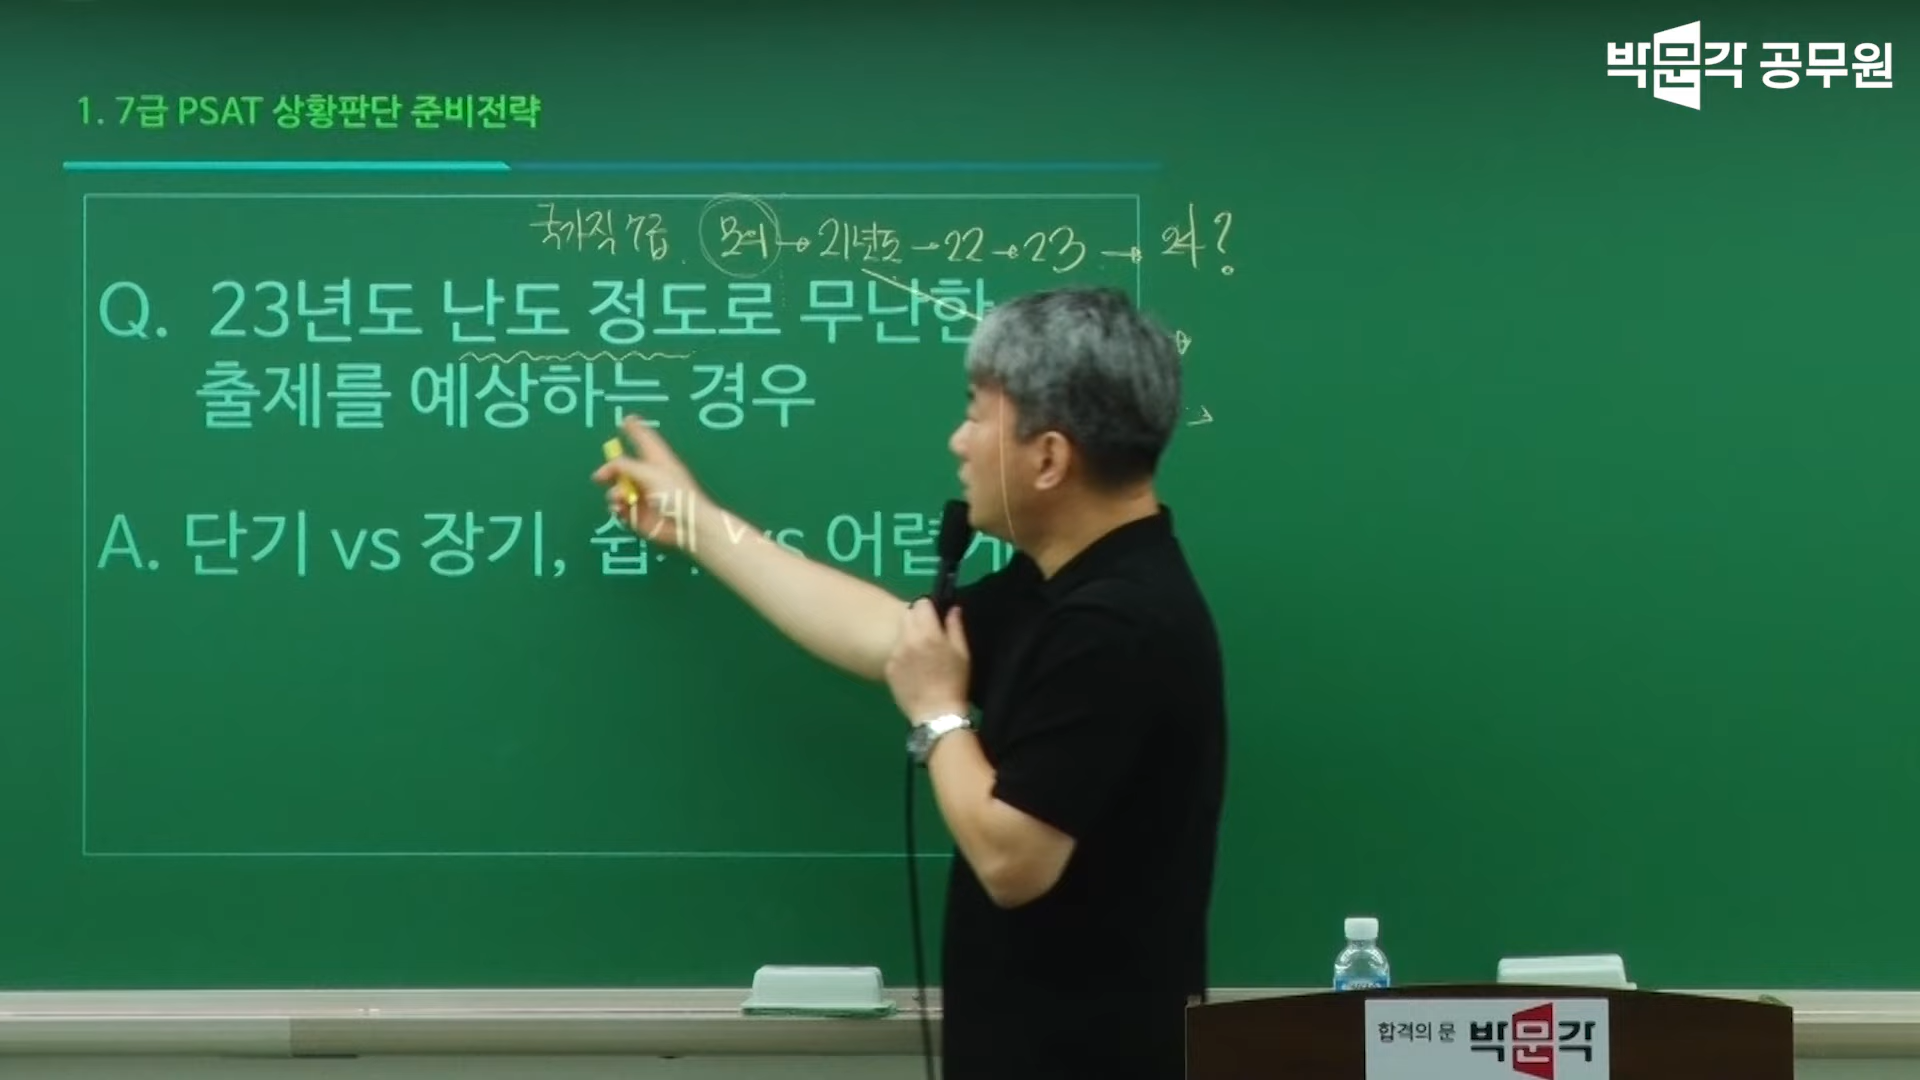 박문각 공무원
1. 7급 PSAT 상황판단 준비전략
국가직 7급 모의 → 21년도 → 22 → 23 → 24?
Q. 23년도 난도 정도로 무난한
출제를 예상하는 경우
A. 단기 vs 장기, 쉽게 vs 어렵게
합격의 문 박문각